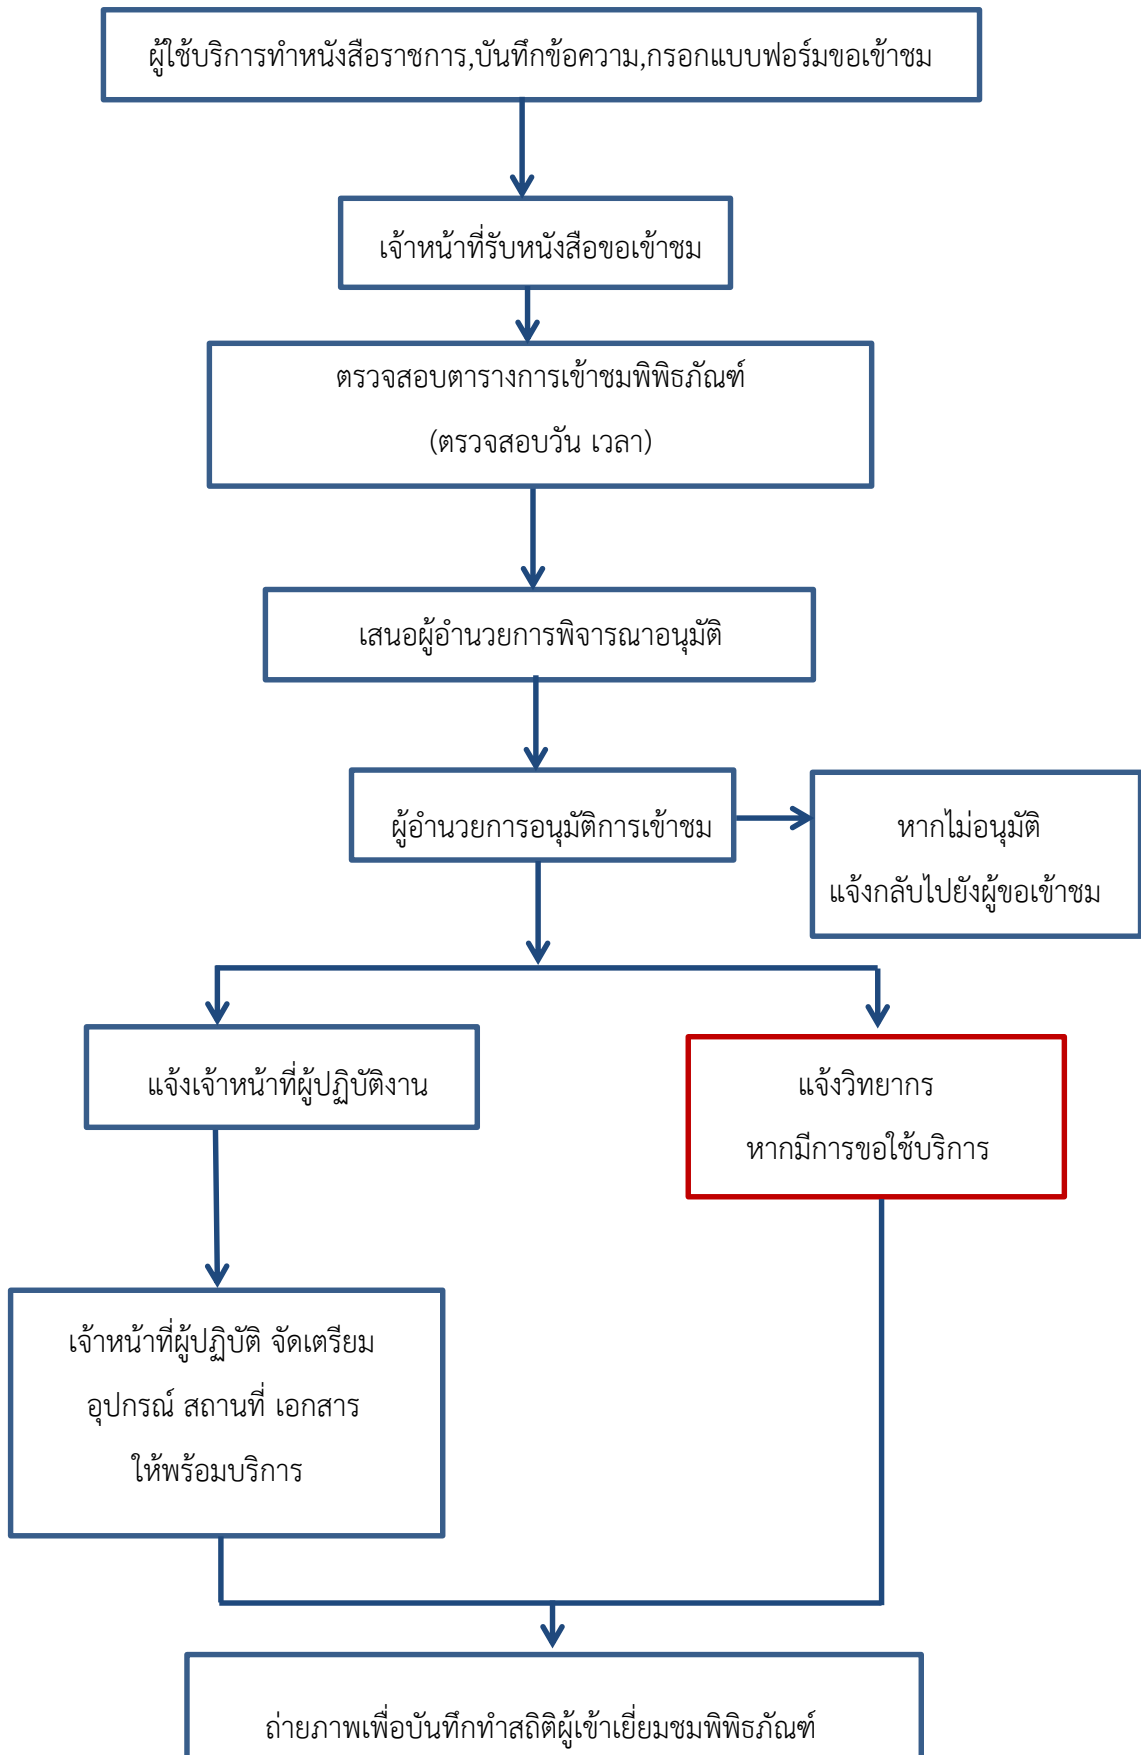 ผู้ใช้บริการทำหนังสือราชการ,บันทึกข้อความ,กรอกแบบฟอร์มขอเข้าชม
เจ้าหน้าที่รับหนังสือขอเข้าชม
ตรวจสอบตารางการเข้าชมพิพิธภัณฑ์
(ตรวจสอบวัน เวลา)
เสนอผู้อำนวยการพิจารณาอนุมัติ
ผู้อำนวยการอนุมัติการเข้าชม
หากไม่อนุมัติ
แจ้งกลับไปยังผู้ขอเข้าชม
แจ้งเจ้าหน้าที่ผู้ปฏิบัติงาน
แจ้งวิทยากร
หากมีการขอใช้บริการ
เจ้าหน้าที่ผู้ปฏิบัติ จัดเตรียม
อุปกรณ์ สถานที่ เอกสาร
ให้พร้อมบริการ
ถ่ายภาพเพื่อบันทึกทำสถิติผู้เข้าเยี่ยมชมพิพิธภัณฑ์